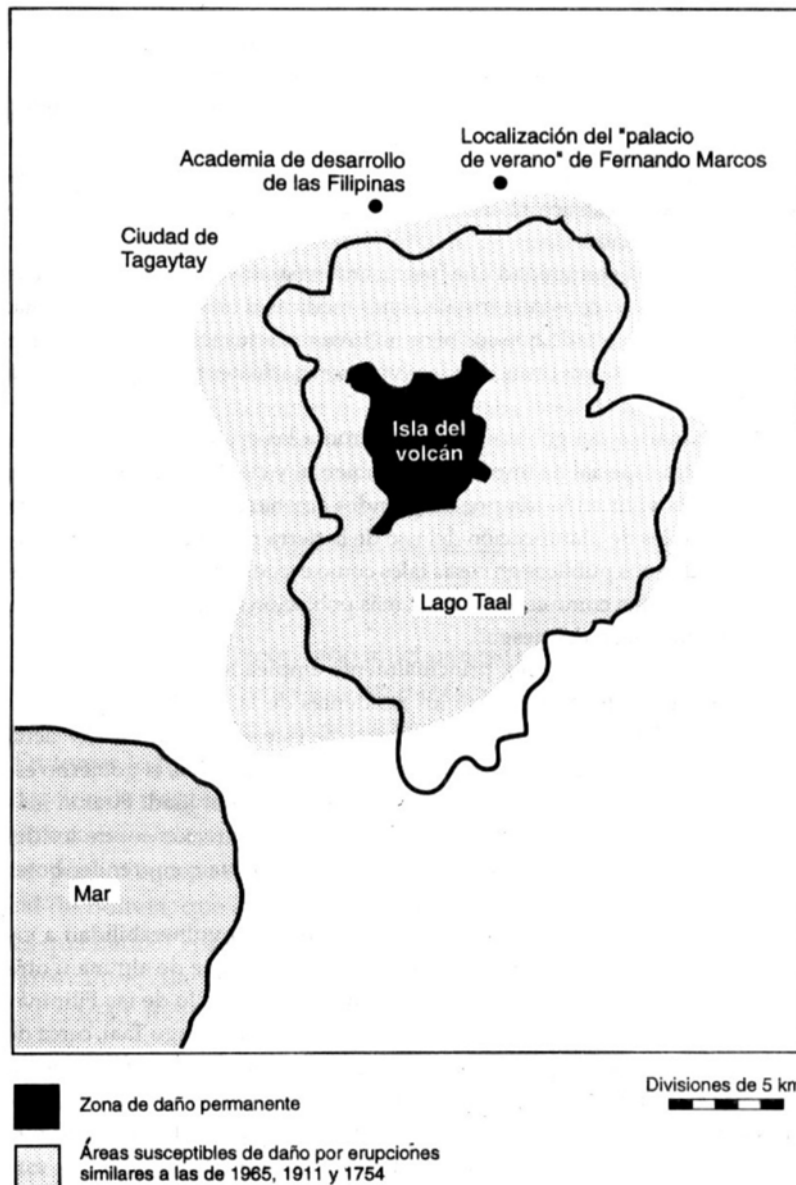 Localización del "palacio
de verano" de Fernando Marcos
Academia de desarrollo
de las Filipinas
Ciudad de
Tagaytay
Isla del
volcán
Lago Taal
Mar
Divisiones de 5 km
Zona de daño permanente
Áreas susceptibles de daño por erupciones
similares a las de 1965, 1911 y 1754